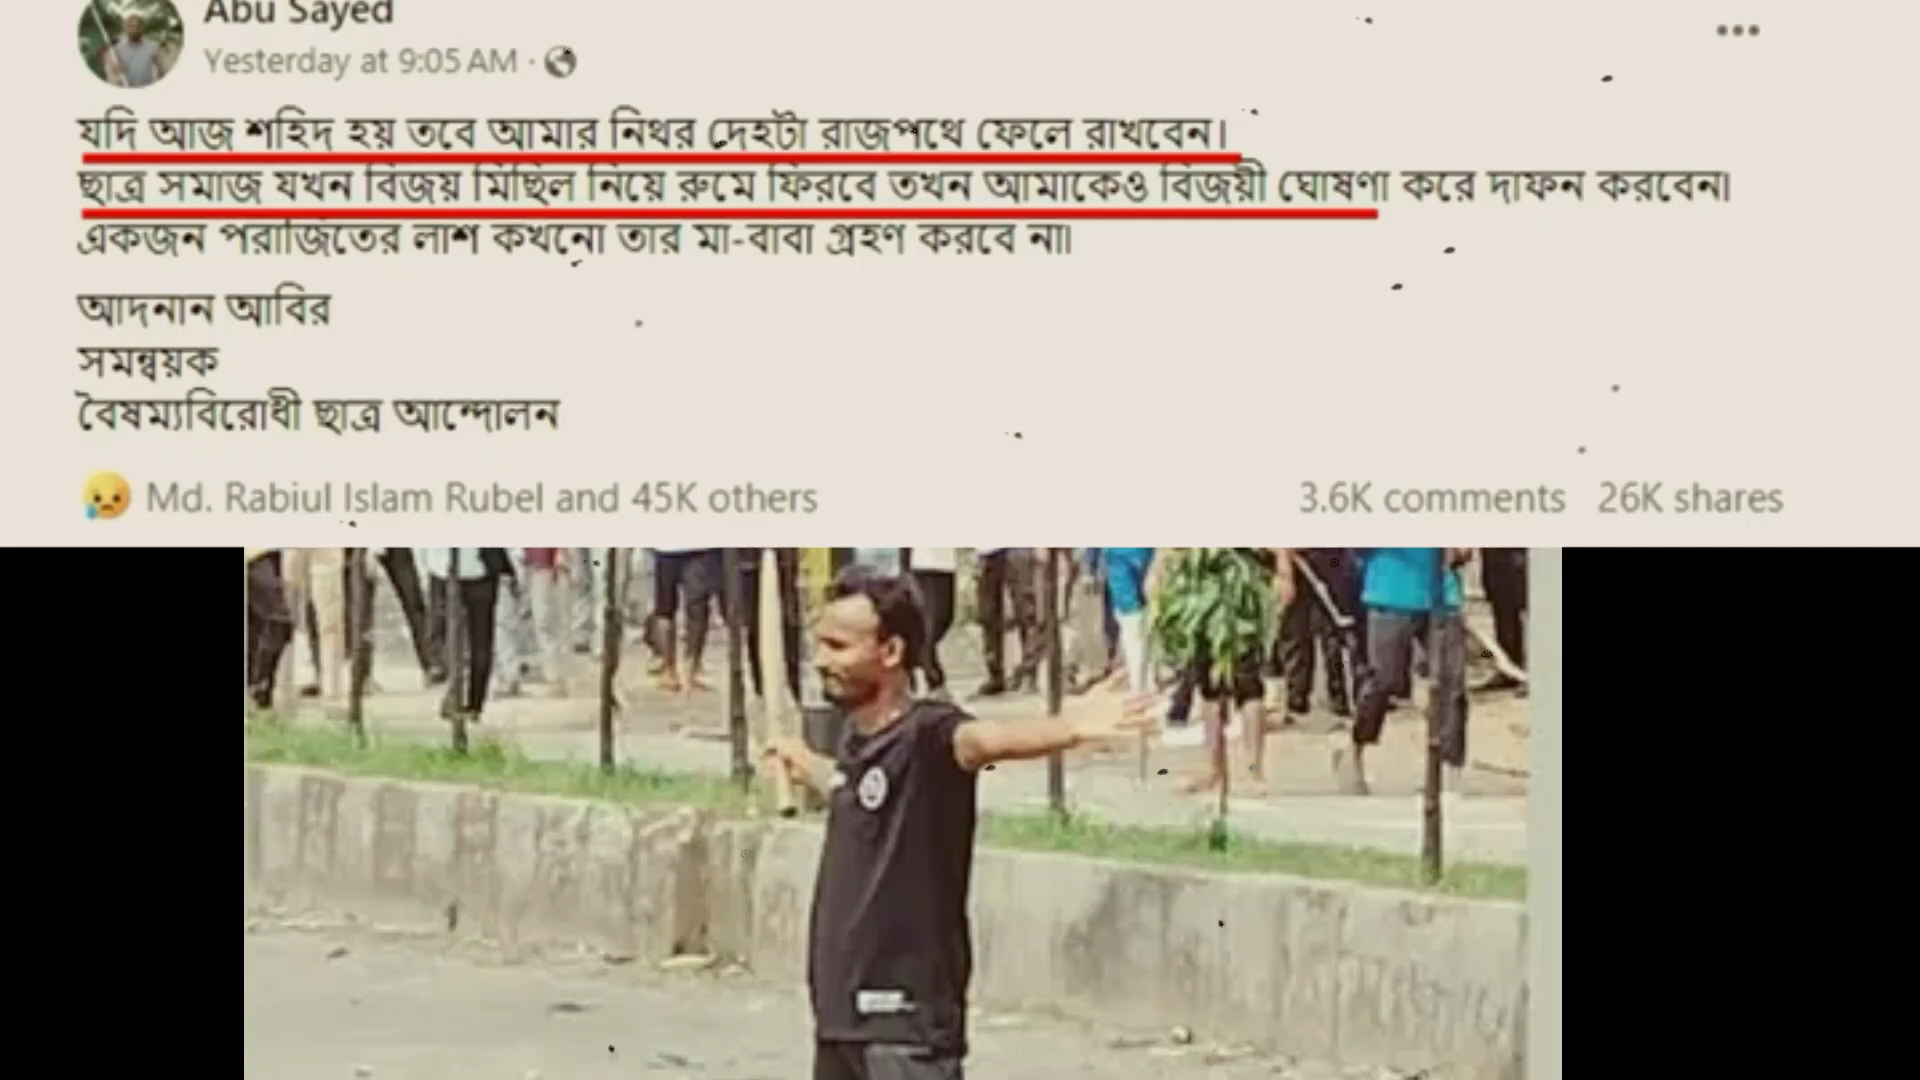 Abu Sayed
Yesterday at 9:05 AM ·
যদি আজ শহিদ হয় তবে আমার নিথর দেহটা রাজপথে ফেলে রাখবেন।
ছাত্র সমাজ যখন বিজয় মিছিল নিয়ে রুমে ফিরবে তখন আমাকেও বিজয়ী ঘোষণা করে দাফন করবেন।
একজন পরাজিতের লাশ কখনো তার মা-বাবা গ্রহণ করবে না।
আদনান আবির
সমন্বয়ক
বৈষম্যবিরোধী ছাত্র আন্দোলন
Md. Rabiul Islam Rubel and 45K others 3.6K comments 26K shares